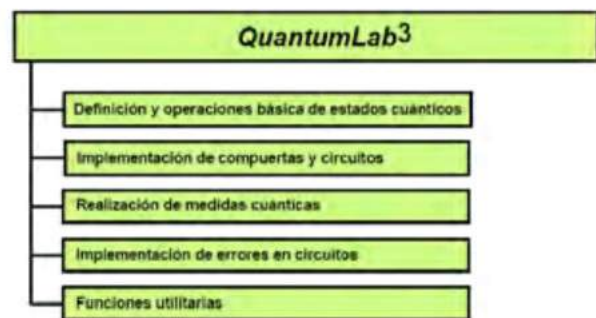 QuantumLab³
Definición y operaciones básica de estados cuánticos
Implementación de compuertas y circuitos
Realización de medidas cuánticas
Implementación de errores en circuitos
Funciones utilitarias